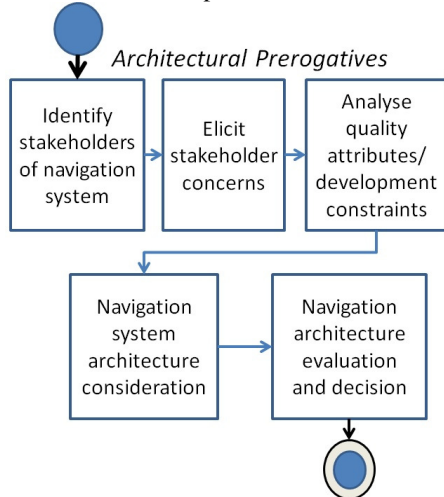 Architectural Prerogatives
Identify
stakeholders
of navigation
system
Elicit
stakeholder
concerns
Analyse
quality
attributes/
development
constraints
Navigation
system
architecture
consideration
Navigation
architecture
evaluation
and decision